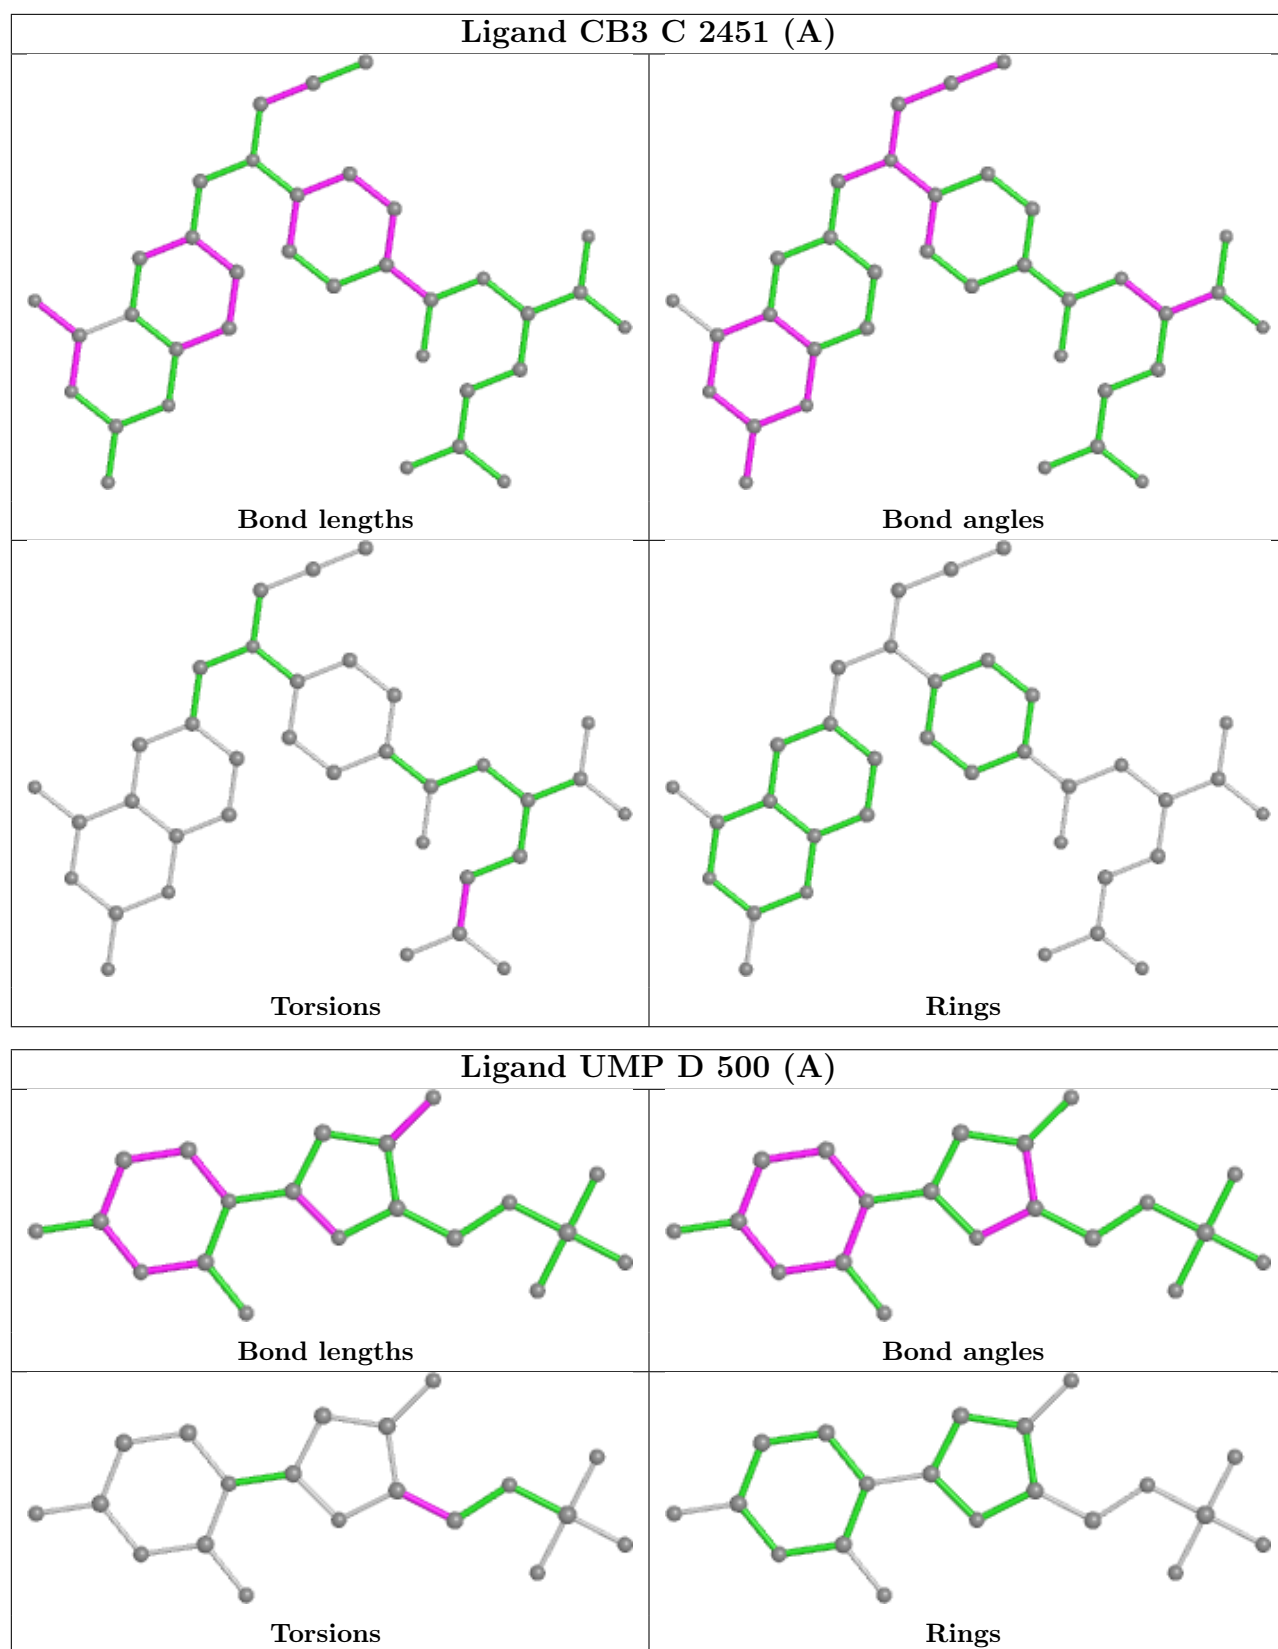 Ligand CB3 C 2451 (A)
Bond lengths
Bond angles
Torsions
Rings
Ligand UMP D 500 (A)
Bond lengths
Bond angles
Torsions
Rings